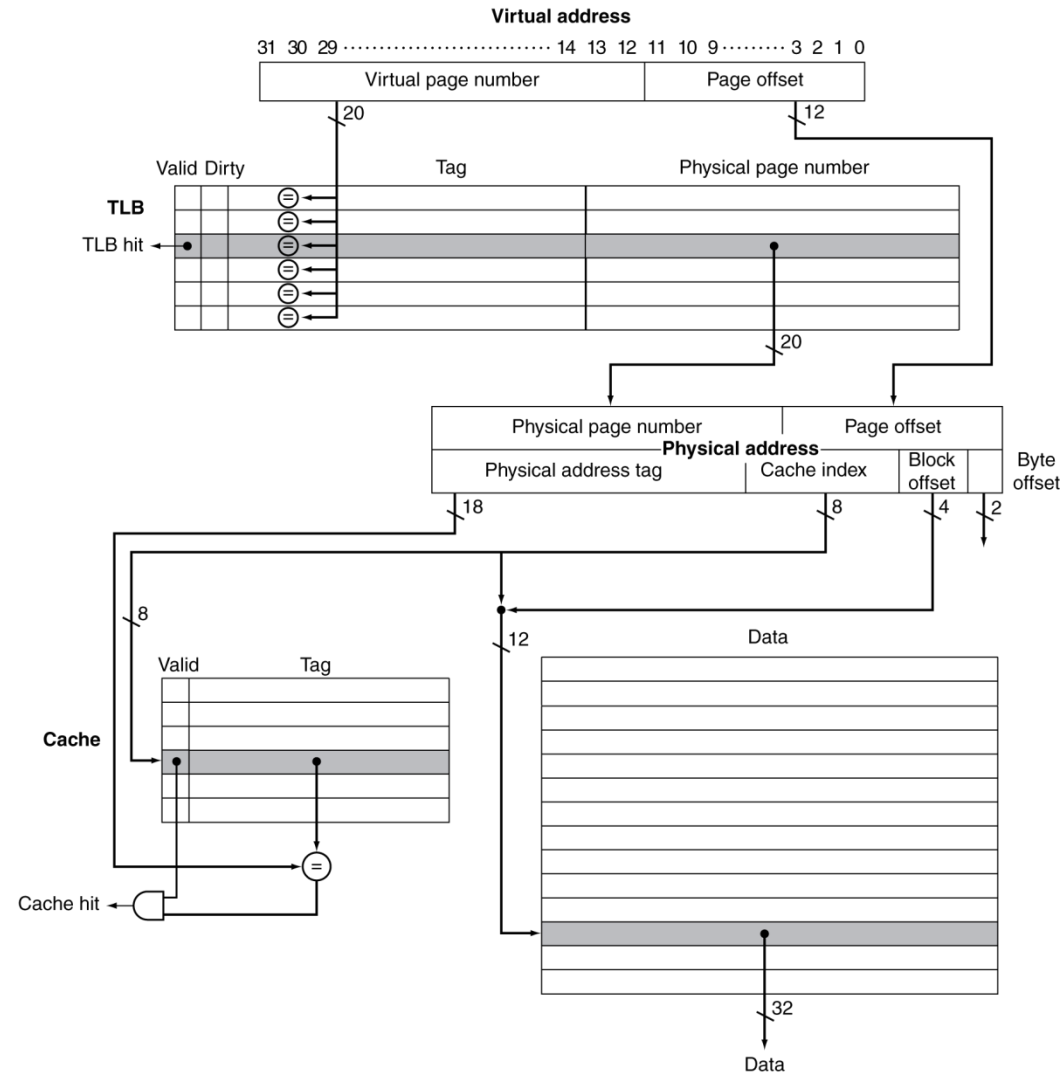 Virtual address
31 30 29 ·················································· 14 13 12 11 10 9 ········· 3 2 1 0
Virtual page number Page offset
20 12
Valid Dirty Tag Physical page number
=
TLB
=
TLB hit =
=
=
=
20
Physical page number Page offset
Physical address
Physical address tag Cache index Block offset Byte offset
18 8 4 2
8
12 Data
Valid Tag
Cache
=
Cache hit
32
Data